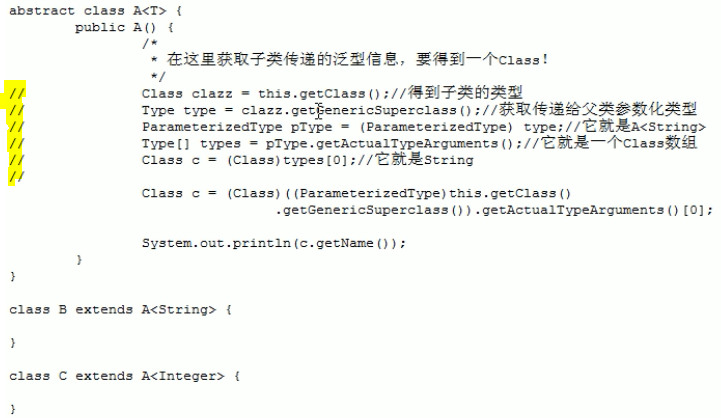 abstract class A<T> {
public A() {
/*
* 在这里获取子类传递的泛型信息，要得到一个Class！
*/
// Class clazz = this.getClass();//得到子类的类型
// Type type = clazz.getGenericSuperclass();//获取传递给父类参数化类型
// ParameterizedType pType = (ParameterizedType) type;//它就是A<String>
// Type[] types = pType.getActualTypeArguments();//它就是一个Class数组
// Class c = (Class)types[0];//它就是String
//
Class c = (Class)((ParameterizedType)this.getClass()
.getGenericSuperclass()).getActualTypeArguments()[0];
System.out.println(c.getName());
}
}
class B extends A<String> {
}
class C extends A<Integer> {
}